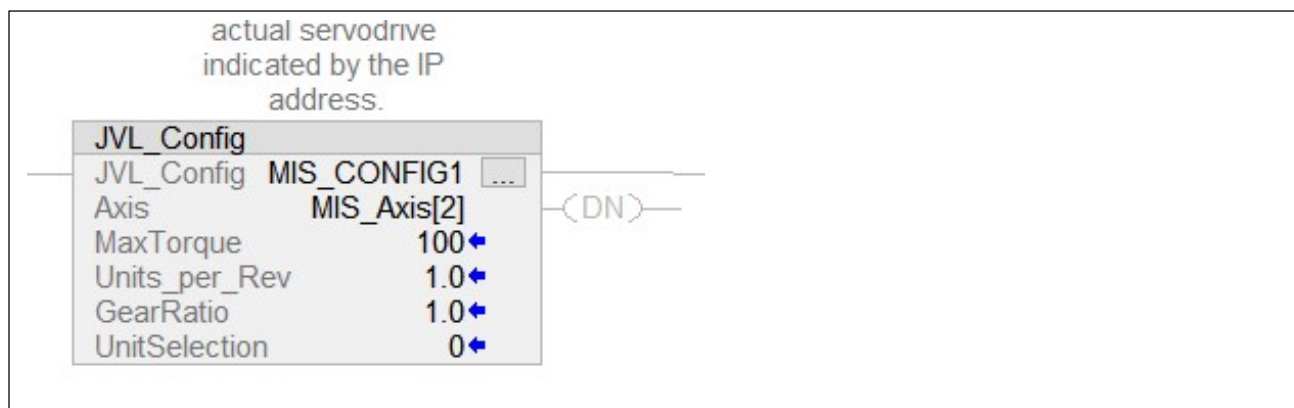 actual servodrive
indicated by the IP
address.
JVL_Config
JVL_Config MIS_CONFIG1 ...
Axis MIS_Axis[2]
(DN)
MaxTorque 100
Units_per_Rev 1.0
GearRatio 1.0
UnitSelection 0